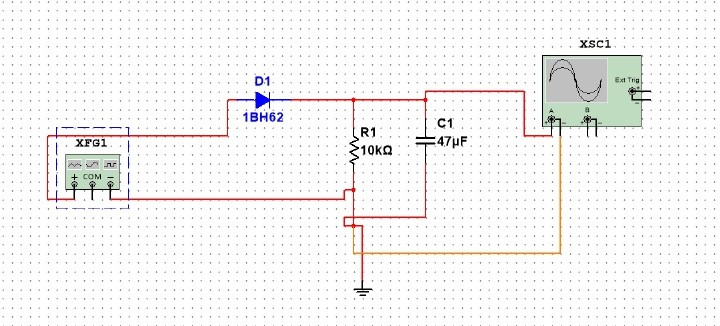 XSC1
Ext Trig
+
-
A
B
+
-
+
-
D1
1BH62
XFG1
+
COM
-
R1
10kΩ
C1
47µF